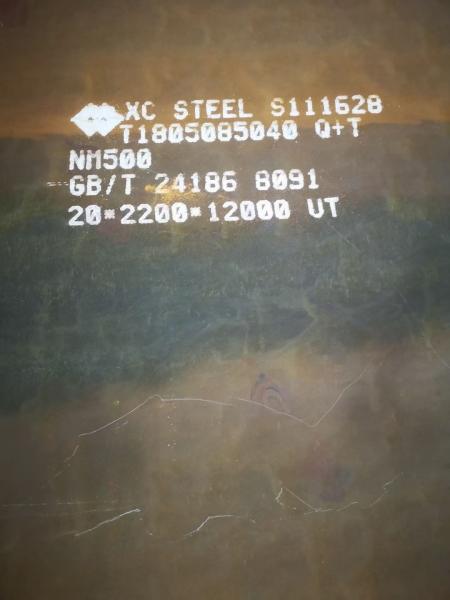 XC STEEL S111628
T1805085040 Q+T
NM500
GB/T 24186 8091
20*2200*12000 UT